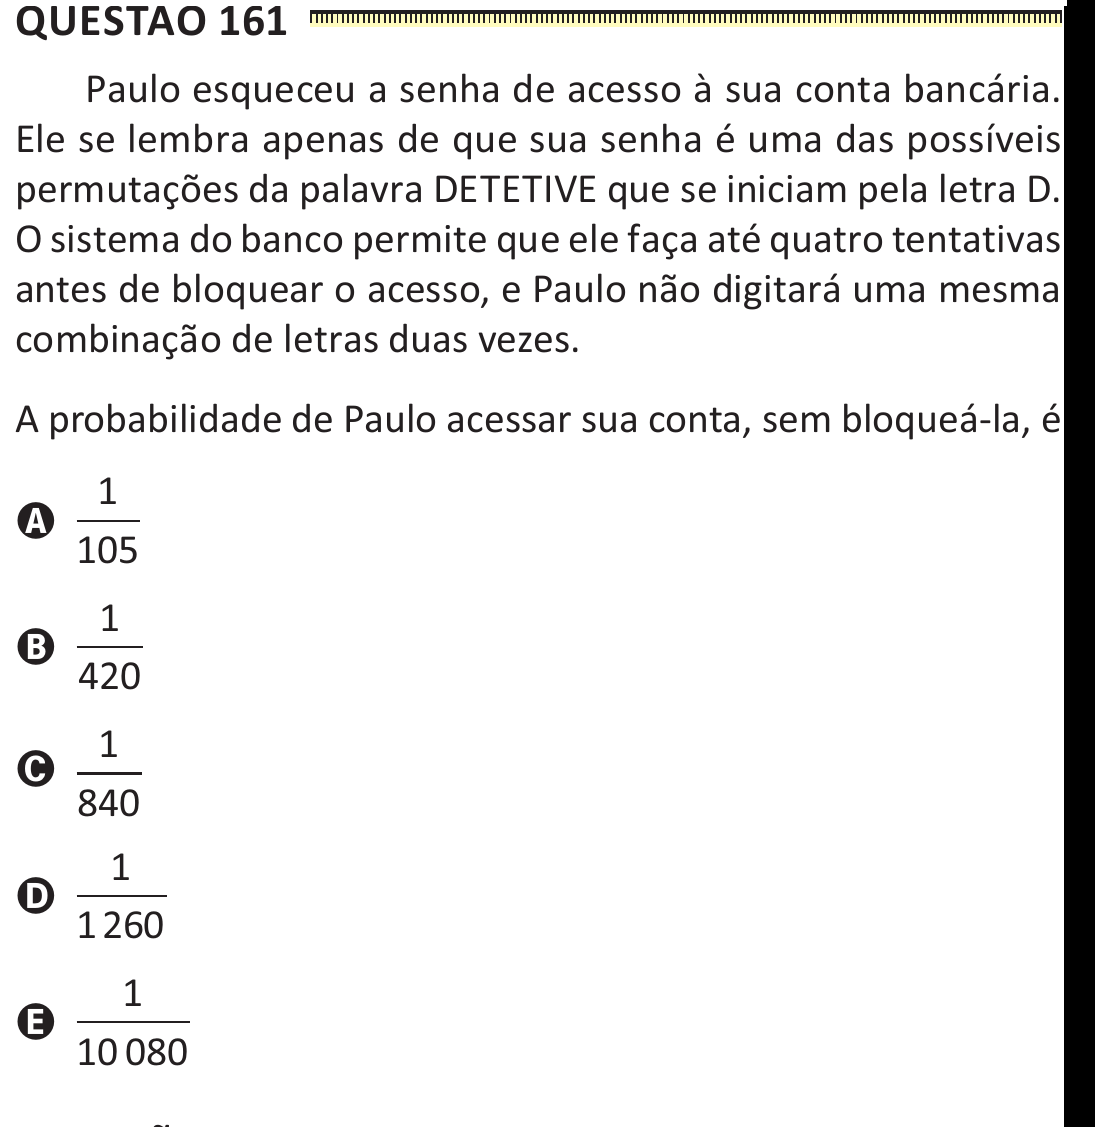 QUESTAO 161
Paulo esqueceu a senha de acesso à sua conta bancária.
Ele se lembra apenas de que sua senha é uma das possíveis
permutações da palavra DETETIVE que se iniciam pela letra D.
O sistema do banco permite que ele faça até quatro tentativas
antes de bloquear o acesso, e Paulo não digitará uma mesma
combinação de letras duas vezes.
A probabilidade de Paulo acessar sua conta, sem bloqueá-la, é
A 1/105
B 1/420
C 1/840
D 1/1 260
E 1/10 080